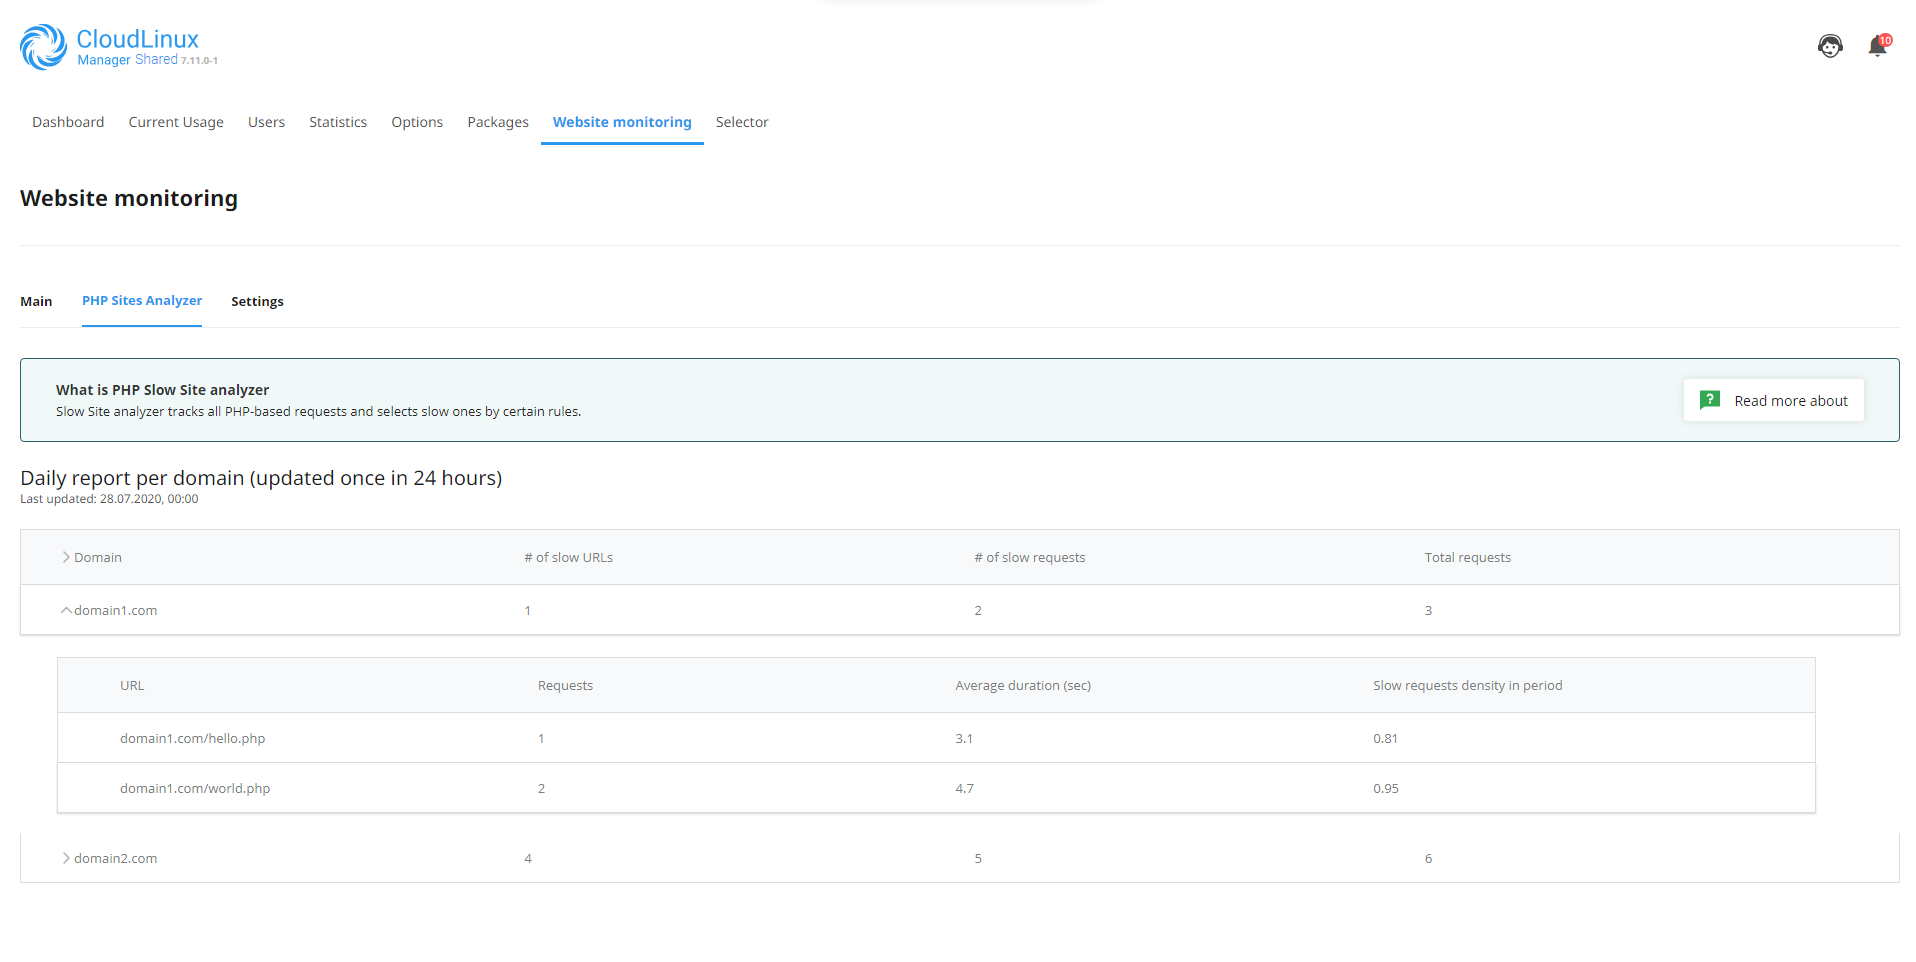 CloudLinux
Manager Shared 7.11.0-1
10
Dashboard Current Usage Users Statistics Options Packages Website monitoring Selector
Website monitoring
Main PHP Sites Analyzer Settings
What is PHP Slow Site analyzer
Slow Site analyzer tracks all PHP-based requests and selects slow ones by certain rules.
? Read more about
Daily report per domain (updated once in 24 hours)
Last updated: 28.07.2020, 00:00
Domain # of slow URLs # of slow requests Total requests
domain1.com 1 2 3
URL Requests Average duration (sec) Slow requests density in period
domain1.com/hello.php 1 3.1 0.81
domain1.com/world.php 2 4.7 0.95
domain2.com 4 5 6